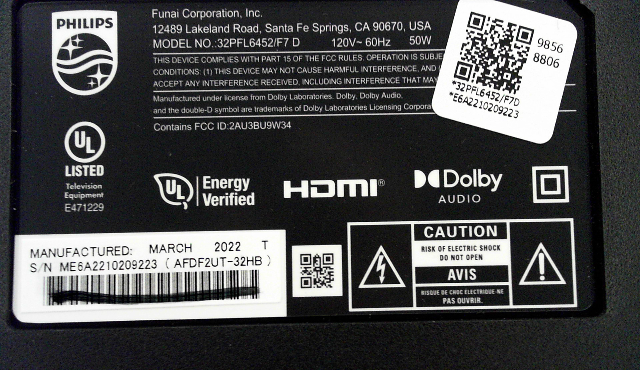 PHILIPS
Funai Corporation, Inc.
12489 Lakeland Road, Santa Fe Springs, CA 90670, USA
MODEL NO.:32PFL6452/F7 D 120V~ 60Hz 50W
THIS DEVICE COMPLIES WITH PART 15 OF THE FCC RULES. OPERATION IS SUBJE
CONDITIONS: (1) THIS DEVICE MAY NOT CAUSE HARMFUL INTERFERENCE, AND
ACCEPT ANY INTERFERENCE RECEIVED, INCLUDING INTERFERENCE THAT MAY
Manufactured under license from Dolby Laboratories. Dolby, Dolby Audio,
and the double-D symbol are trademarks of Dolby Laboratories Licensing Corpora
Contains FCC ID:2AU3BU9W34
9856
8806
*32PFL6452/F7D
*E6A2210209223
UL
LISTED
Television
Equipment
E471229
UL Energy
Verified
HDMI®
Dolby
AUDIO
MANUFACTURED: MARCH 2022 T
S/N ME6A2210209223 ( AFDF2UT-32HB )
CAUTION
RISK OF ELECTRIC SHOCK
DO NOT OPEN
AVIS
RISQUE DE CHOC ÉLECTRIQUE-NE
PAS OUVRIR.